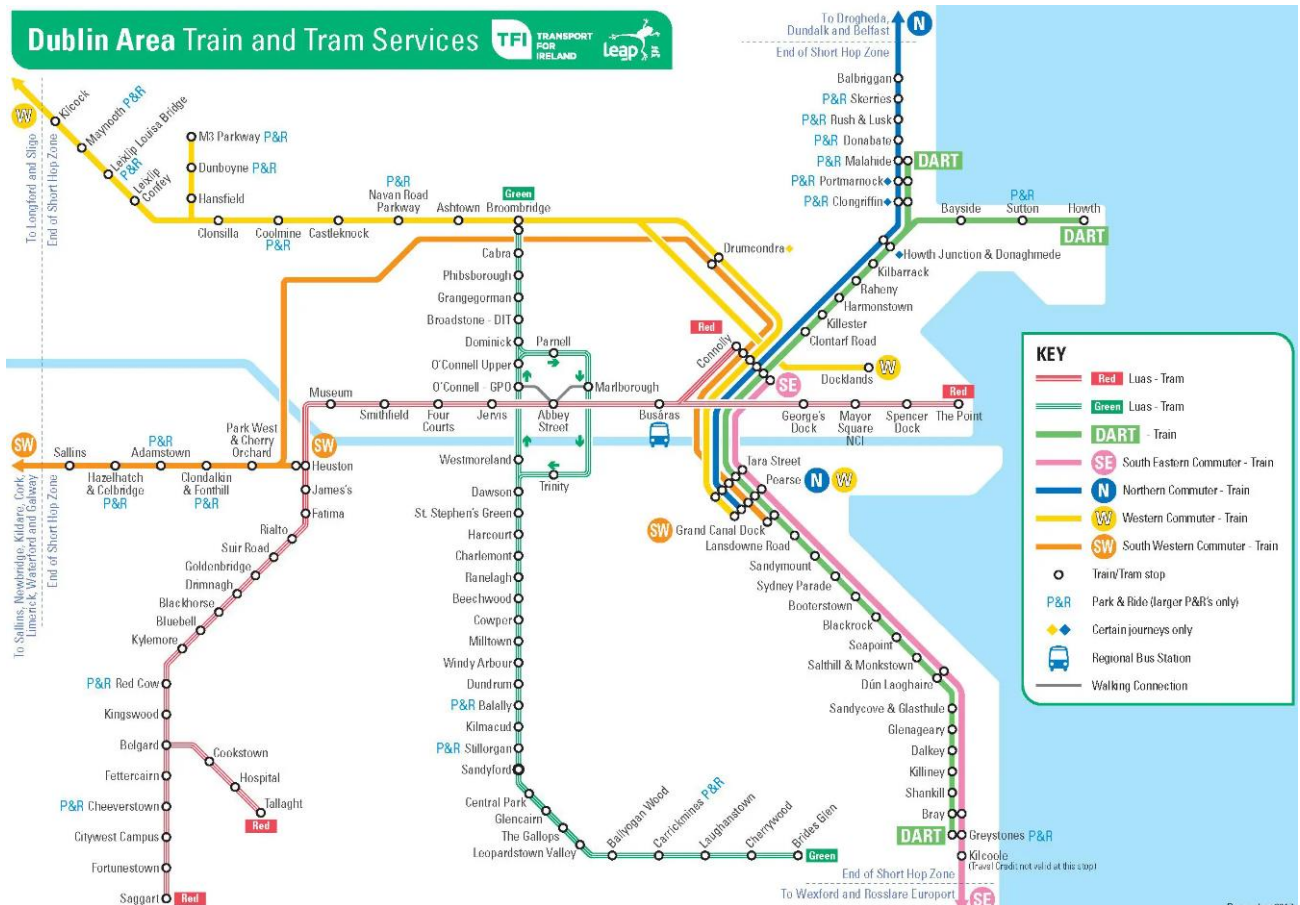 Dublin Area Train and Tram Services
TFI
TRANSPORT
FOR
IRELAND
leap
To Drogheda,
Dundalk and Belfast
N
End of Short Hop Zone
Balbriggan
P&R Skerries
P&R Rush & Lusk
P&R Donabate
P&R Malahide
DART
P&R Portmarnock
P&R Clongriffin
Bayside
P&R
Sutton
Howth
DART
Howth Junction & Donaghmede
Kilbarrack
Raheny
Harmonstown
Killester
Clontarf Road
W
To Longford and Sligo
End of Short Hop Zone
Kilcock
Maynooth P&R
Leixlip Louisa Bridge
P&R
Leixlip
Confey
M3 Parkway P&R
Dunboyne P&R
Hansfield
Clonsilla
Coolmine
P&R
Castleknock
P&R
Navan Road
Parkway
Ashtown
Green
Broombridge
Drumcondra
Cabra
Phibsborough
Grangegorman
Broadstone - DIT
Dominick
Parnell
O'Connell Upper
O'Connell - GPO
Marlborough
Red
Connolly
SE
Docklands
W
Museum
Smithfield
Four
Courts
Jervis
Abbey
Street
Busáras
George's
Dock
Mayor
Square
NCI
Spencer
Dock
The Point
Red
SW
Sallins
Hazelhatch
& Celbridge
P&R
P&R
Adamstown
Clondalkin
& Fonthill
P&R
Park West
& Cherry
Orchard
SW
Heuston
To Sallins, Newbridge, Kildare, Cork,
Limerick, Waterford and Galway
End of Short Hop Zone
James's
Fatima
Rialto
Suir Road
Goldenbridge
Drimnagh
Blackhorse
Bluebell
Kylemore
P&R Red Cow
Kingswood
Belgard
Cookstown
Hospital
Tallaght
Red
Fettercairn
P&R Cheeverstown
Citywest Campus
Fortunestown
Saggart
Red
Westmoreland
Trinity
Dawson
St. Stephen's Green
Harcourt
Charlemont
Ranelagh
Beechwood
Cowper
Milltown
Windy Arbour
Dundrum
P&R Balally
Kilmacud
P&R Stillorgan
Sandyford
Central Park
Glencairn
The Gallops
Leopardstown Valley
Ballyogan Wood
Carrickmines P&R
Laughanstown
Cherrywood
Brides Glen
Green
Tara Street
Pearse
N
W
SW
Grand Canal Dock
Lansdowne Road
Sandymount
Sydney Parade
Booterstown
Blackrock
Seapoint
Salthill & Monkstown
Dún Laoghaire
Sandycove & Glasthule
Glenageary
Dalkey
Killiney
Shankill
Bray
DART
Greystones P&R
Kilcoole
(Travel Credit not valid at this stop)
End of Short Hop Zone
To Wexford and Rosslare Europort
SE
KEY
Red Luas - Tram
Green Luas - Tram
DART - Train
SE South Eastern Commuter - Train
N Northern Commuter - Train
W Western Commuter - Train
SW South Western Commuter - Train
Train/Tram stop
P&R Park & Ride (larger P&R's only)
Certain journeys only
Regional Bus Station
Walking Connection